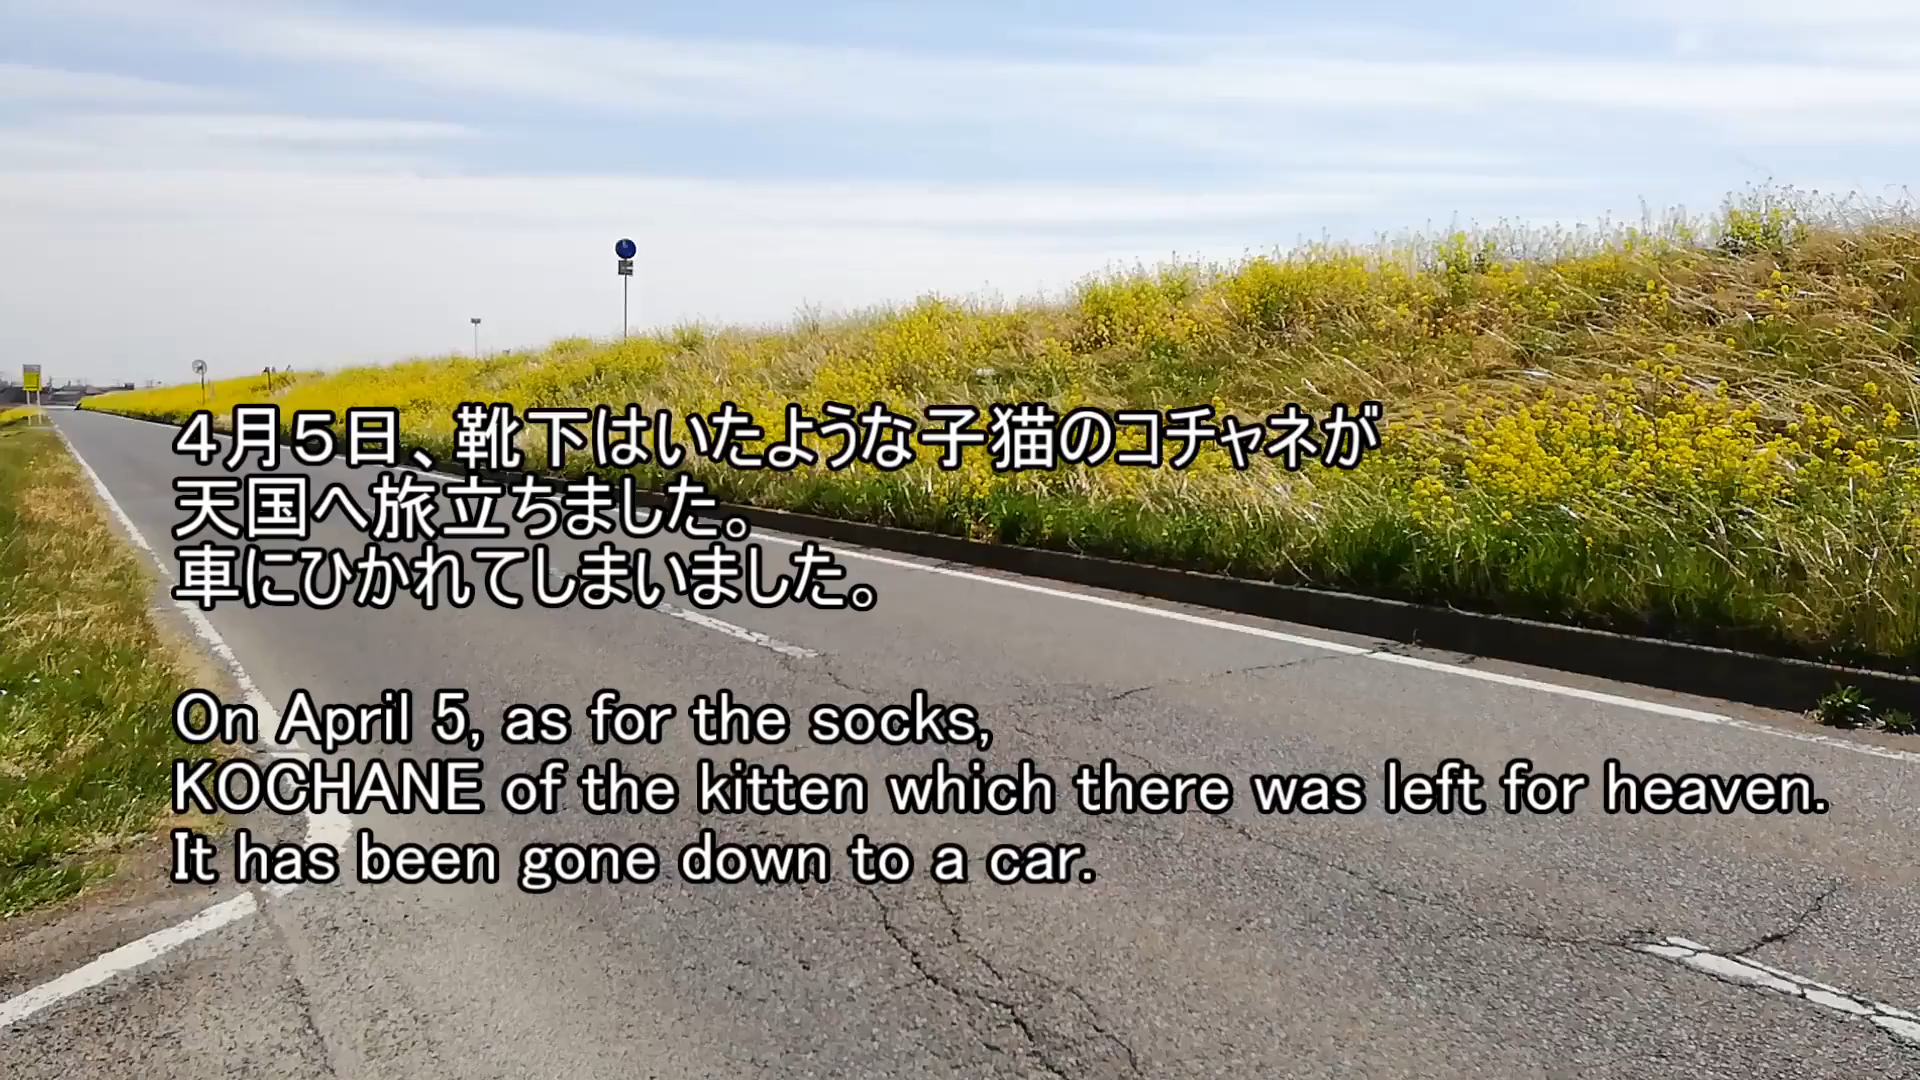 ４月５日、靴下はいたような子猫のコチャネが
天国へ旅立ちました。
車にひかれてしまいました。
On April 5, as for the socks,
KOCHANE of the kitten which there was left for heaven.
It has been gone down to a car.